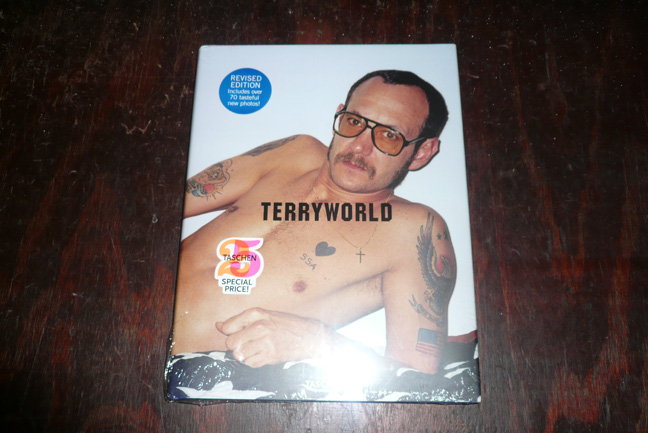 REVISED
EDITION
Includes over
70 tasteful
new photos!
TERRYWORLD
SSA
25
TASCHEN
SPECIAL
PRICE!